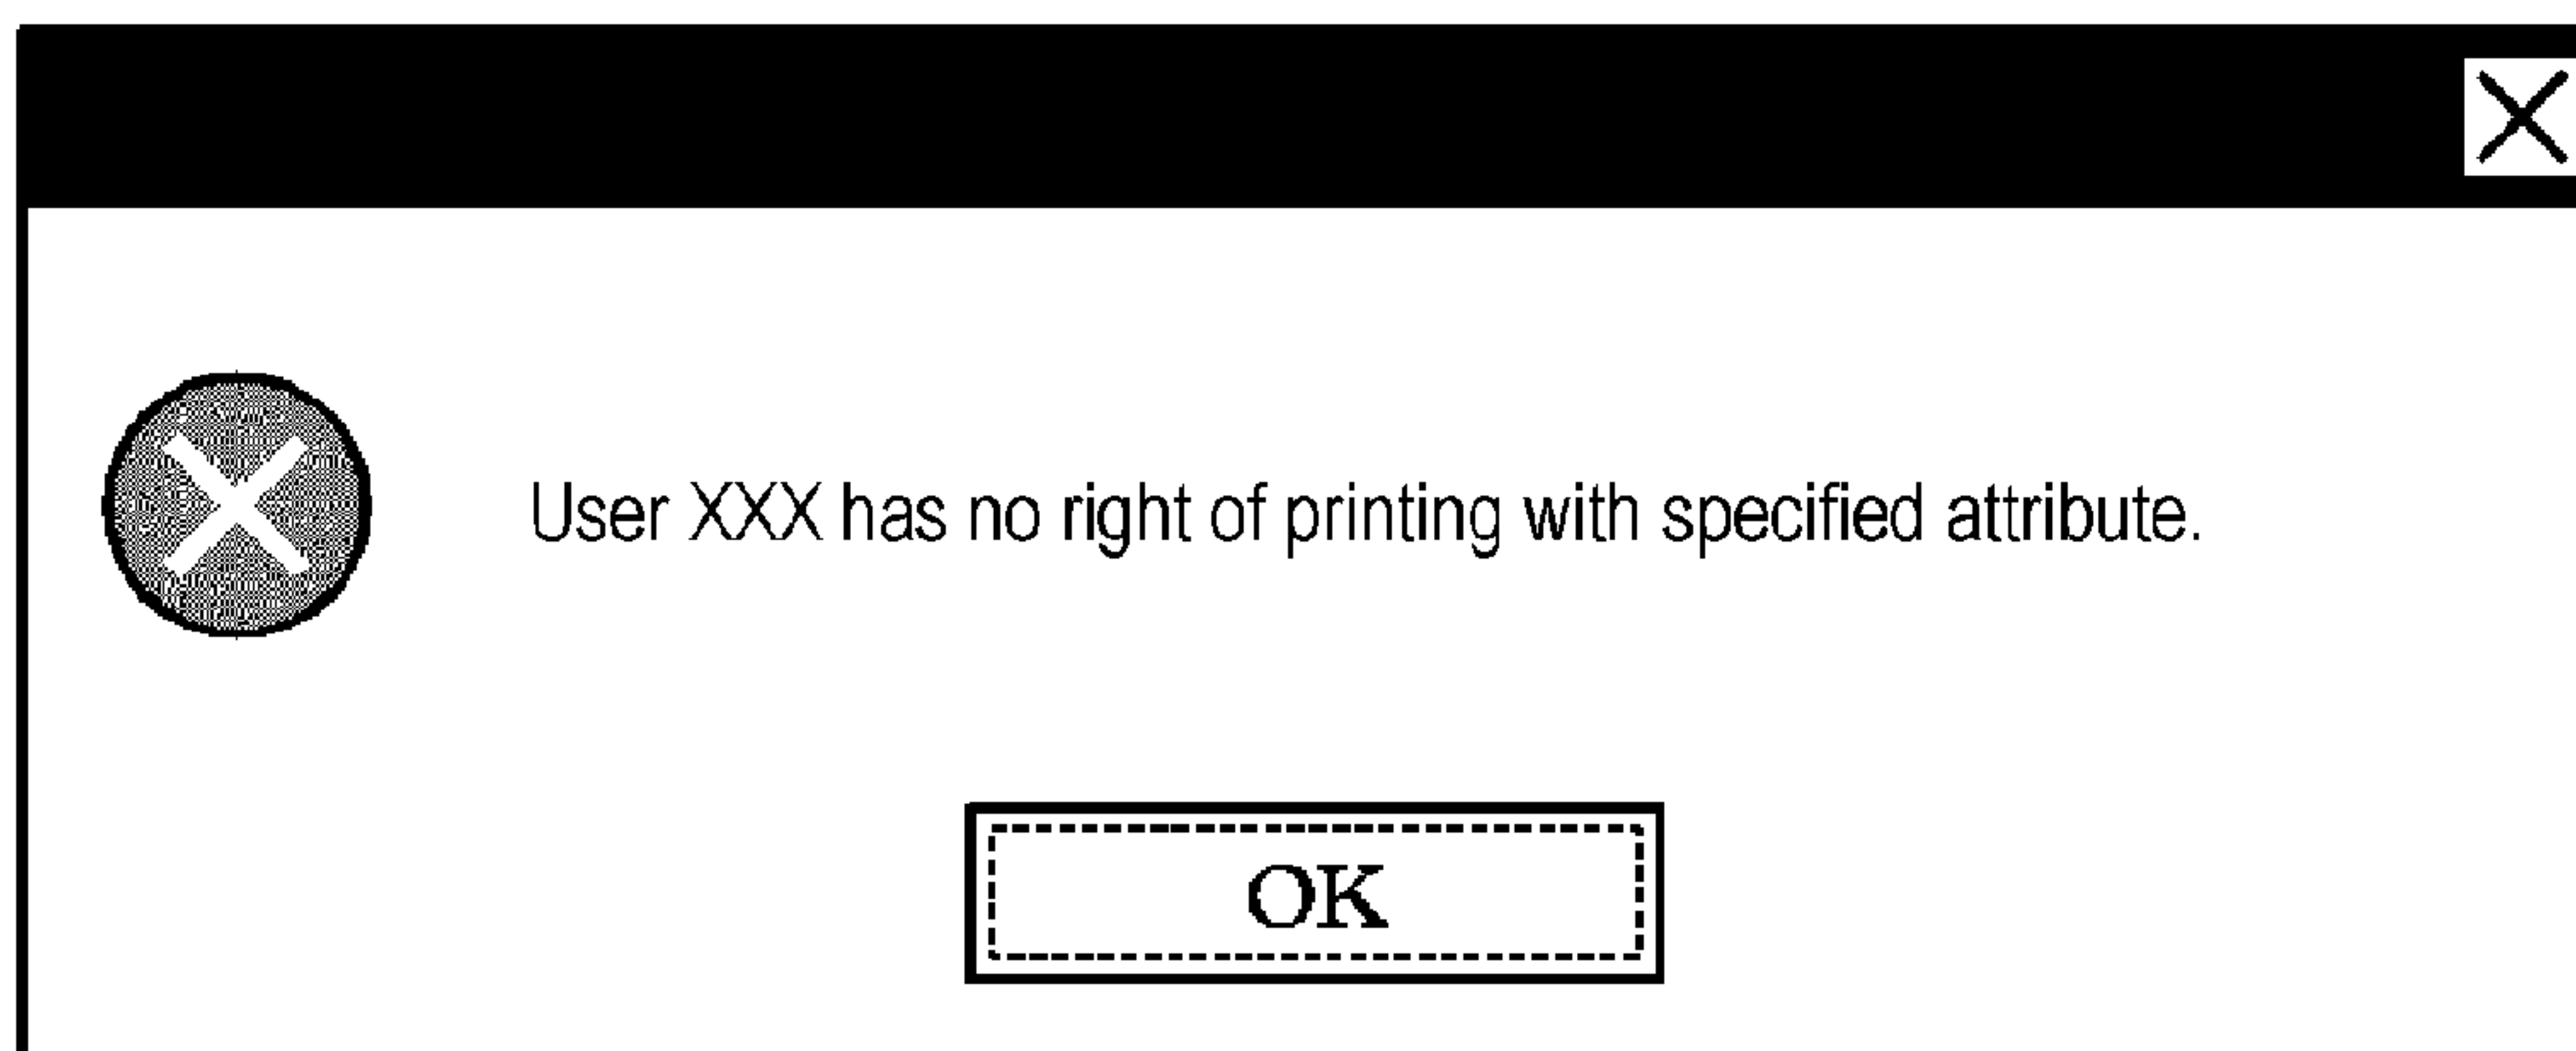 User XXX has no right of printing with specified attribute.
OK